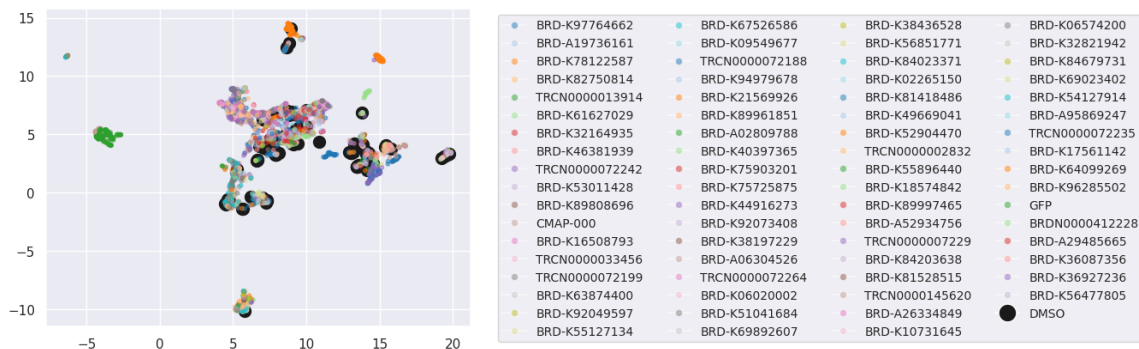 15
10
5
0
−5
−10
−5
0
5
10
15
20
BRD-K97764662
BRD-A19736161
BRD-K78122587
BRD-K82750814
TRCN0000013914
BRD-K61627029
BRD-K32164935
BRD-K46381939
TRCN0000072242
BRD-K53011428
BRD-K89808696
CMAP-000
BRD-K16508793
TRCN0000033456
TRCN0000072199
BRD-K63874400
BRD-K92049597
BRD-K55127134
BRD-K67526586
BRD-K09549677
TRCN0000072188
BRD-K94979678
BRD-K21569926
BRD-K89961851
BRD-A02809788
BRD-K40397365
BRD-K75903201
BRD-K75725875
BRD-K44916273
BRD-K92073408
BRD-K38197229
BRD-A06304526
TRCN0000072264
BRD-K06020002
BRD-K51041684
BRD-K69892607
BRD-K38436528
BRD-K56851771
BRD-K84023371
BRD-K02265150
BRD-K81418486
BRD-K49669041
BRD-K52904470
TRCN0000002832
BRD-K55896440
BRD-K18574842
BRD-K89997465
BRD-A52934756
TRCN0000007229
BRD-K84203638
BRD-K81528515
TRCN0000145620
BRD-A26334849
BRD-K10731645
BRD-K06574200
BRD-K32821942
BRD-K84679731
BRD-K69023402
BRD-K54127914
BRD-A95869247
TRCN0000072235
BRD-K17561142
BRD-K64099269
BRD-K96285502
GFP
BRDN0000412228
BRD-A29485665
BRD-K36087356
BRD-K36927236
BRD-K56477805
DMSO